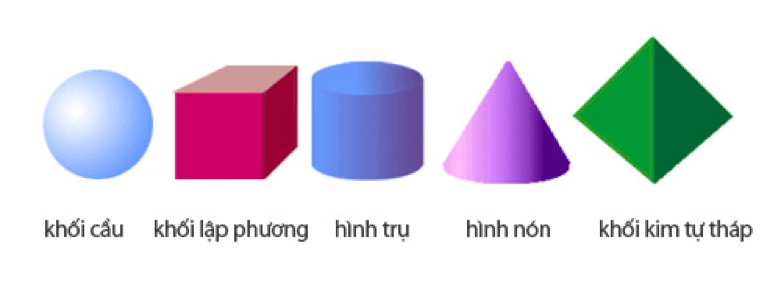 khối cầu khối lập phương hình trụ hình nón khối kim tự tháp